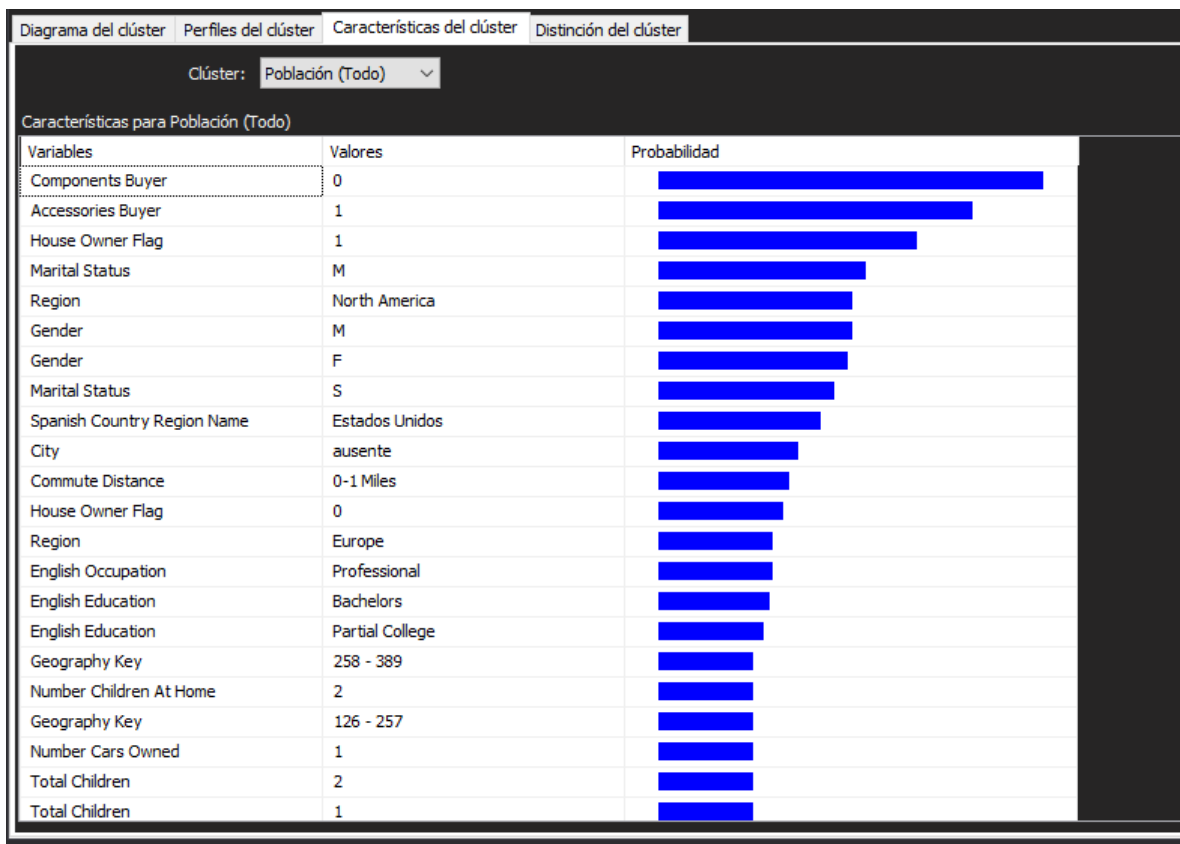 Diagrama del clúster Perfiles del clúster Características del clúster Distinción del clúster
Clúster: Población (Todo)
Características para Población (Todo)
Variables Valores Probabilidad
Components Buyer 0
Accessories Buyer 1
House Owner Flag 1
Marital Status M
Region North America
Gender M
Gender F
Marital Status S
Spanish Country Region Name Estados Unidos
City ausente
Commute Distance 0-1 Miles
House Owner Flag 0
Region Europe
English Occupation Professional
English Education Bachelors
English Education Partial College
Geography Key 258 - 389
Number Children At Home 2
Geography Key 126 - 257
Number Cars Owned 1
Total Children 2
Total Children 1